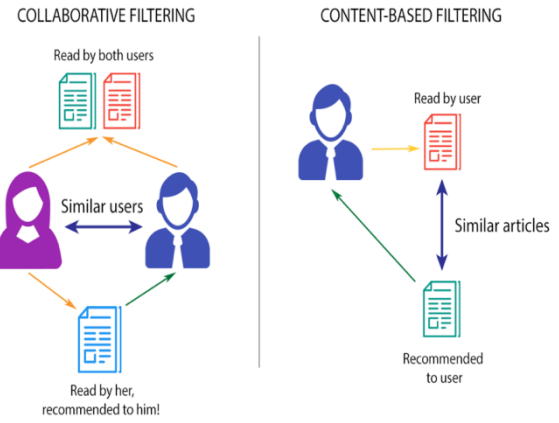 COLLABORATIVE FILTERING
Read by both users
Similar users
Read by her,
recommended to him!
CONTENT-BASED FILTERING
Read by user
Similar articles
Recommended
to user